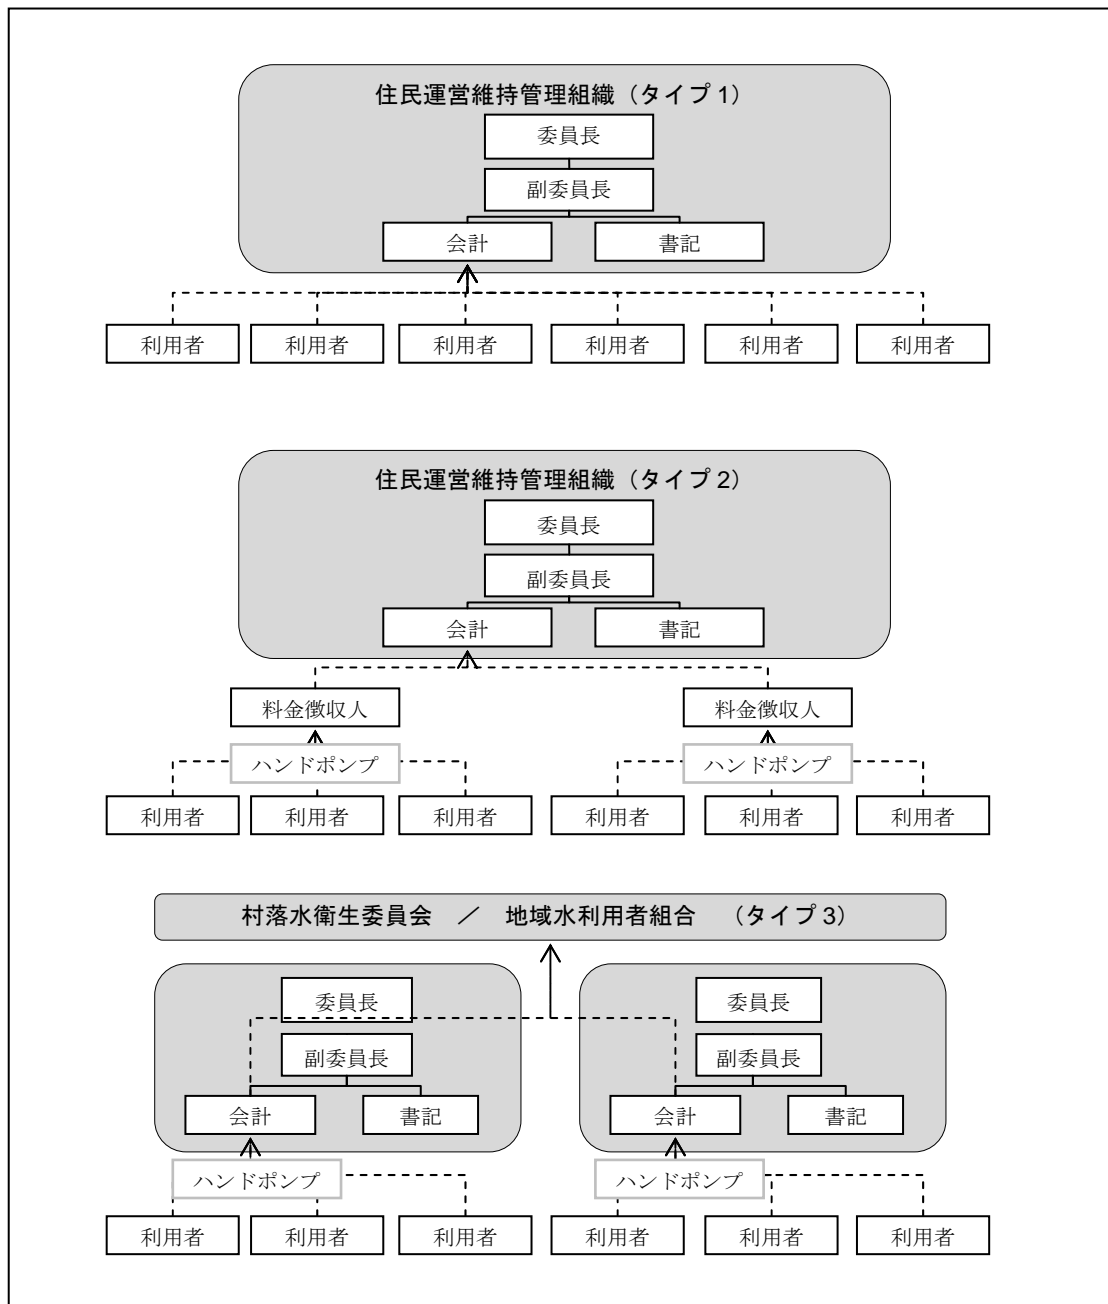 住民運営維持管理組織（タイプ 1）
委員長
副委員長
会計 書記
利用者 利用者 利用者 利用者 利用者 利用者
住民運営維持管理組織（タイプ 2）
委員長
副委員長
会計 書記
料金徴収人 料金徴収人
ハンドポンプ ハンドポンプ
利用者 利用者 利用者 利用者 利用者 利用者
村落水衛生委員会 ／ 地域水利用者組合 （タイプ 3）
委員長 委員長
副委員長 副委員長
会計 書記 会計 書記
ハンドポンプ ハンドポンプ
利用者 利用者 利用者 利用者 利用者 利用者